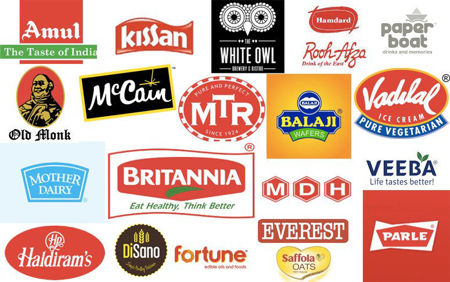 Amul
The Taste of India
kissan
THE
WHITE OWL
BREWERY & BISTRO
Hamdard
Rooh-Afza
Drink of the East
paper
boat
drinks and memories
OLD MONK
McCain
PURE AND PERFECT
MTR
SINCE 1924
BALAJI
BALAJI
WAFERS
Vadilal
ICE CREAM
PURE VEGETARIAN
MOTHER
DAIRY
BRITANNIA
Eat Healthy, Think Better
MDH
VEEBA
Life tastes better!
Haldiram's
DiSano
fortune
edible oils and foods
EVEREST
Saffola
OATS
PARLE